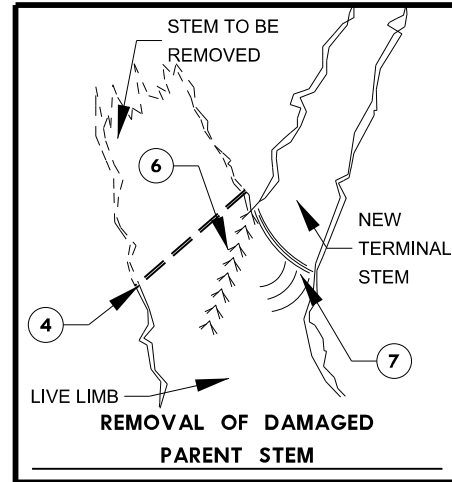 STEM TO BE
REMOVED
6
NEW
TERMINAL
STEM
4
7
LIVE LIMB
REMOVAL OF DAMAGED
PARENT STEM